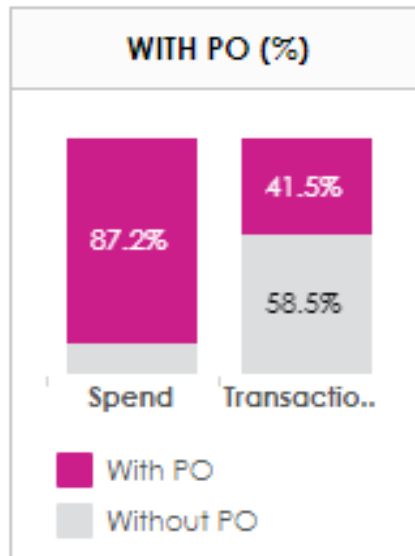 WITH PO (%)
87.2%
41.5%
58.5%
Spend
Transactio..
With PO
Without PO